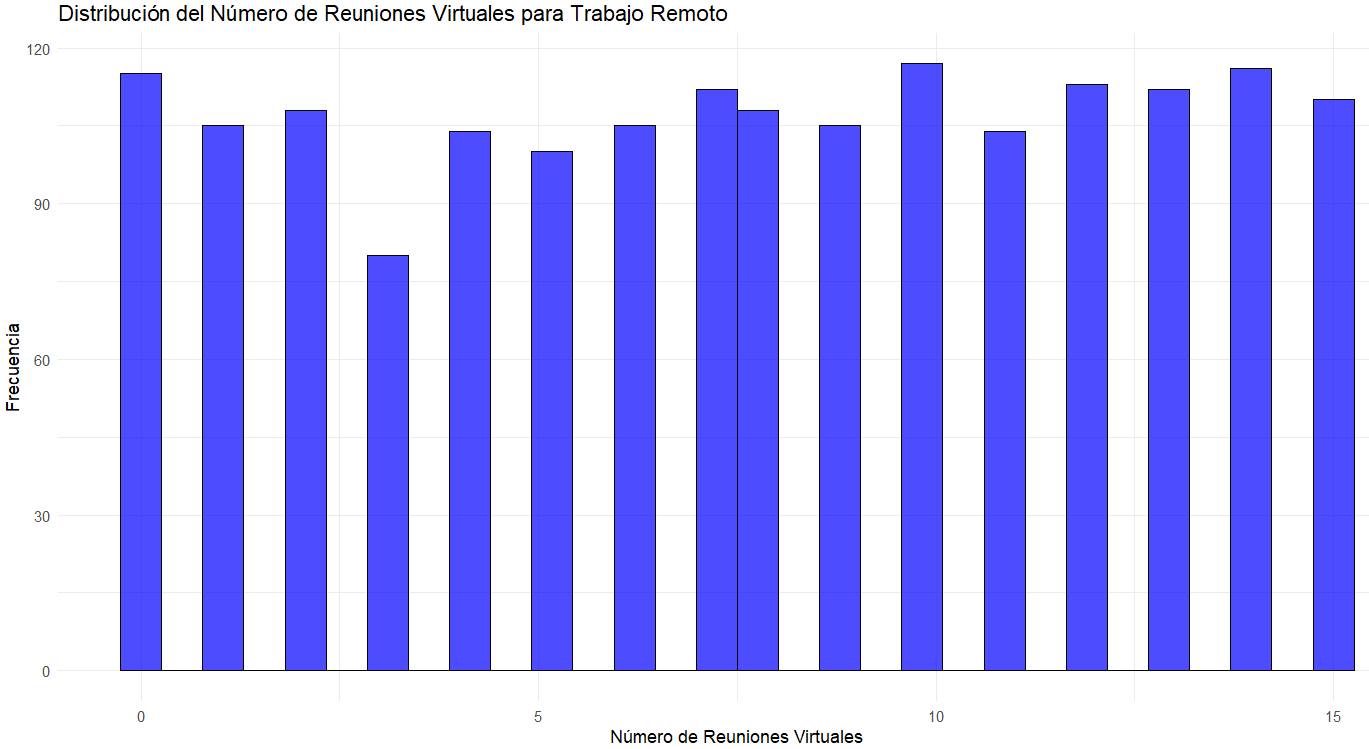 Distribución del Número de Reuniones Virtuales para Trabajo Remoto
120
90
60
30
0
Frecuencia
0 5 10 15
Número de Reuniones Virtuales